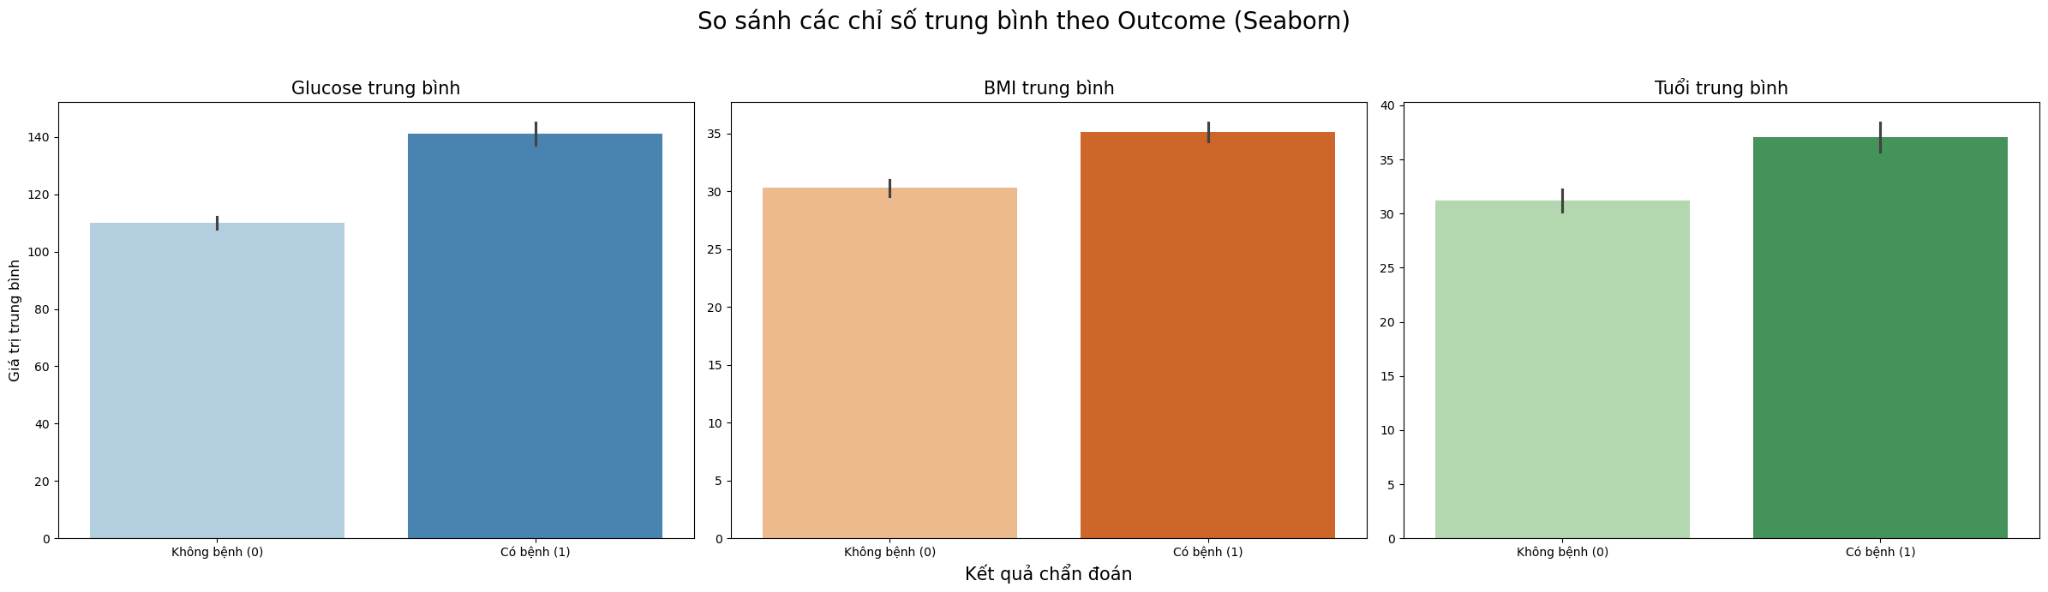 So sánh các chỉ số trung bình theo Outcome (Seaborn)
Glucose trung bình
Giá trị trung bình
140
120
100
80
60
40
20
0
Không bệnh (0)
Có bệnh (1)
BMI trung bình
35
30
25
20
15
10
5
0
Không bệnh (0)
Có bệnh (1)
Tuổi trung bình
40
35
30
25
20
15
10
5
0
Không bệnh (0)
Có bệnh (1)
Kết quả chẩn đoán